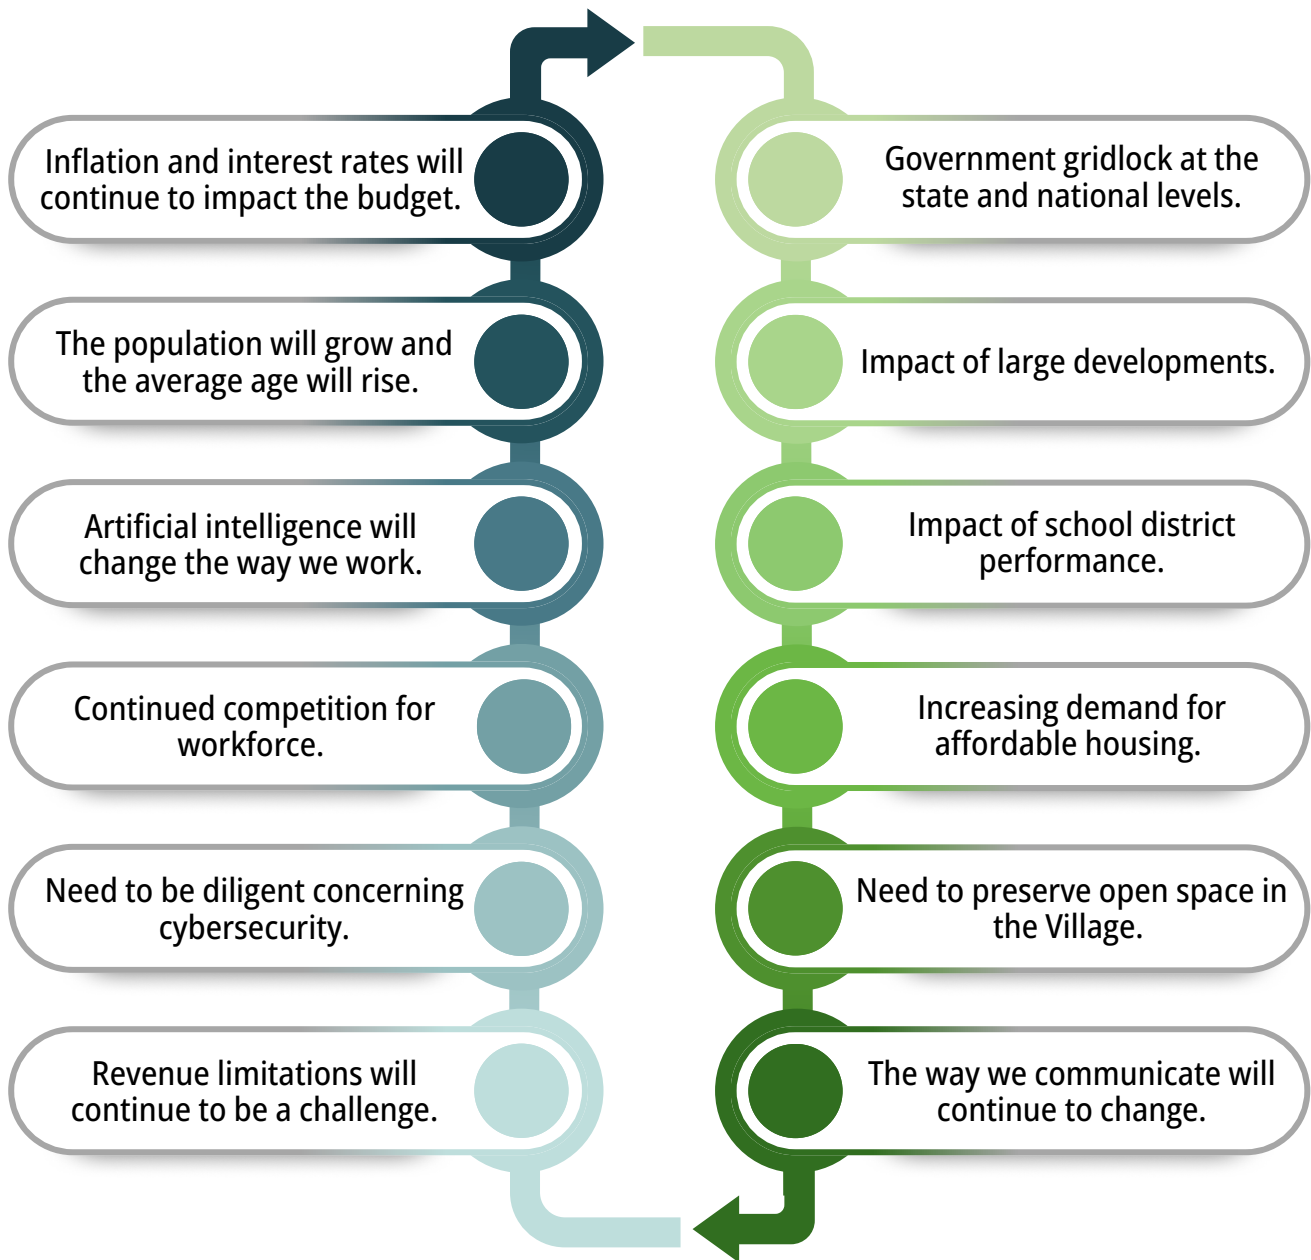 Inflation and interest rates will
continue to impact the budget.
The population will grow and
the average age will rise.
Artificial intelligence will
change the way we work.
Continued competition for
workforce.
Need to be diligent concerning
cybersecurity.
Revenue limitations will
continue to be a challenge.
Government gridlock at the
state and national levels.
Impact of large developments.
Impact of school district
performance.
Increasing demand for
affordable housing.
Need to preserve open space in
the Village.
The way we communicate will
continue to change.